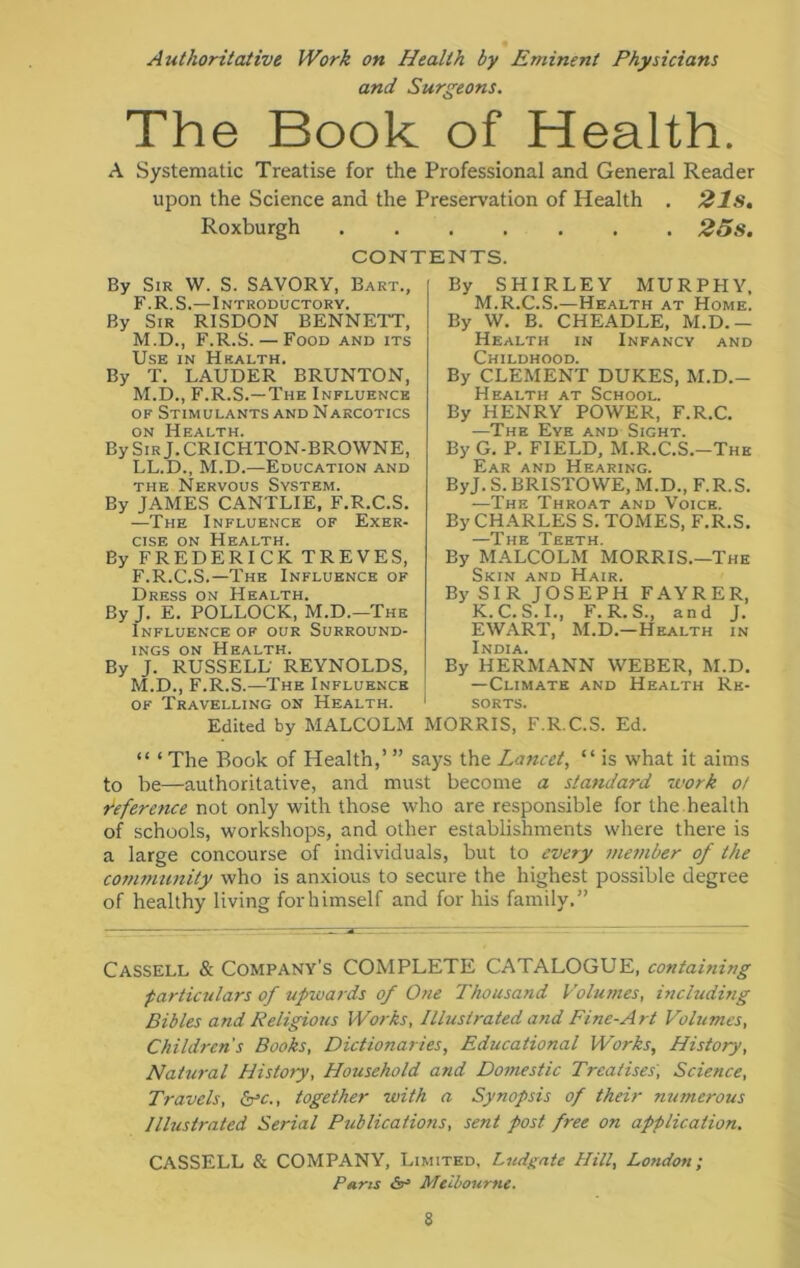 Authoritative Work on Health by Eminent Physicians
and Surgeons.
The Book of Health.
A Systematic Treatise for the Professional and General Reader
upon the Science and the Preservation of Health . 21s.
Roxburgh . . . . . . . 25s.
CONTENTS.
By Sir W. S. SAVORY, Bart.,
F.R.S.—Introductory.
By Sir RISDON BENNETT,
M.D., F.R.S. — Food and its
Use in Health.
By T. LAUDER BRUNTON,
M.D., F.R.S.—The Influence
of Stimulants and Narcotics
on Health.
By Sir J. CRICHTON-BROWNE,
LL.D., M.D.—Education and
the Nervous System.
By JAMES CANTLIE, F.R.C.S.
—The Influence of Exer-
cise on Health.
By FREDERICK TREVES,
F.R.C.S.—The Influence of
Dress on Health.
By J. E. POLLOCK, M.D.—The
Influence of our Surround-
ings on Health.
By J. RUSSELL REYNOLDS,
M.D., F.R.S.—The Influence
of Travelling on Health.
By SHIRLEY MURPHY,
M.R.C.S.—Health at Home.
By W. B. CHEADLE, M.D.—
Health in Infancy and
Childhood.
By CLEMENT DUKES, M.D.—
Health at School.
By HENRY POWER, F.R.C.
—The Eye and Sight.
By G. P. FIELD, M.R.C.S.—The
Ear and Hearing.
By J. S. BRISTOWE, M.D., F.R.S.
—The Throat and Voice.
By CHARLES S. TOMES, F.R.S.
—The Teeth.
By MALCOLM MORRIS.—The
Skin and Hair.
By SIR JOSEPH FAYRER,
K.C.S.I., F.R.S., and J.
EWART, M.D.—Health in
India.
By HERMANN WEBER, M.D.
—Climate and Health Re-
sorts.
Edited by MALCOLM MORRIS, F.R.C.S. Ed.
“ ‘The Book of Health,’ ” says the Lancet, “is what it aims
to be—authoritative, and must become a standard work of
reference not only with those who are responsible for the health
of schools, workshops, and other establishments where there is
a large concourse of individuals, but to every member of the
community who is anxious to secure the highest possible degree
of healthy living for himself and for his family.”
Cassell & Company's COMPLETE CATALOGUE, containing
particulars of upwards of One Thousand Volumes, including
Bibles and Religious Works, Illustrated and Fine-Art Volumes,
Children's Books, Dictionaries, Educational Works, History,
Natural History, Household and Domestic Treatises, Science,
Travels, &c., together with a Synopsis of their numerous
Illustrated Serial Publications, sent post free on application.
CASSELL & COMPANY, Limited, Ludgate Hill, London;
Paris & Melbourne.
8